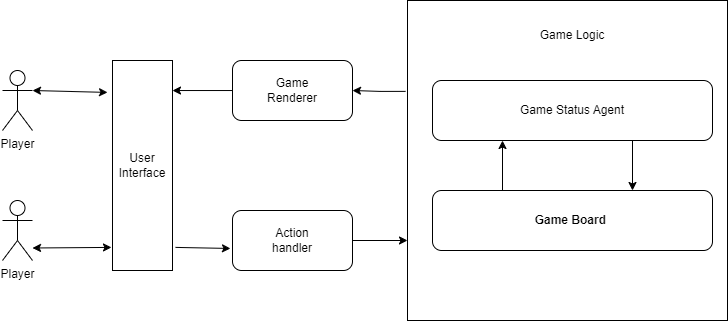 Game Logic
Game
Renderer
Game Status Agent
Player
User
Interface
Game Board
Action
handler
Player